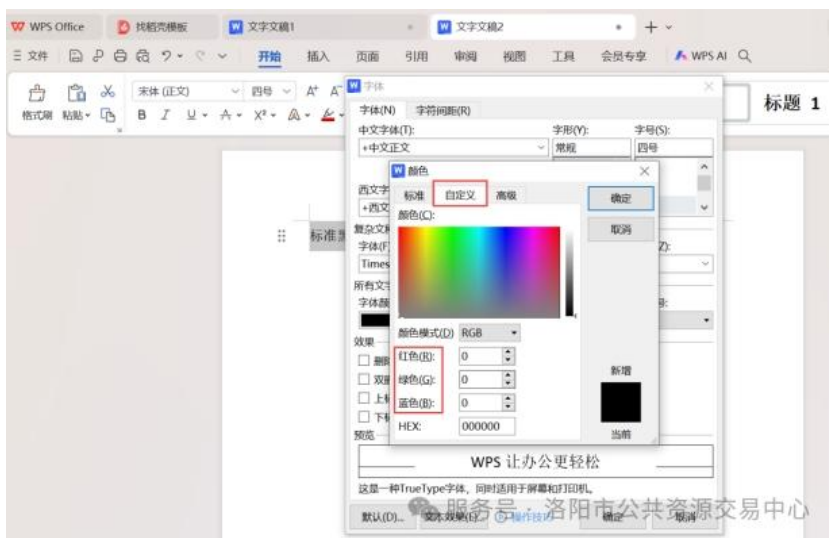 WPS Office 找稻壳模板 文字文稿1 文字文稿2
文件 开始 插入 页面 引用 审阅 视图 工具 会员专享 WPS AI
格式刷 粘贴 宋体 (正文) 四号 标题 1
字体
字体(N) 字符间距(R)
中文字体(T): 字形(Y): 字号(S):
+中文正文 常规 四号
颜色
西文字
标准 自定义 高级 确定
+西文
颜色(C):
取消
标准黑
字体(F) Z):
Times
所有文字
字体颜 号:
颜色模式(D) RGB
效果
红色(R): 0
新增
绿色(G): 0
蓝色(B): 0
HEX: 000000
当前
预览
WPS 让办公更轻松
这是一种TrueType字体，同时适用于屏幕和打印机。
默认(D)... 文本效果(E)... 操作技巧 确定 取消
服务号 · 洛阳市公共资源交易中心